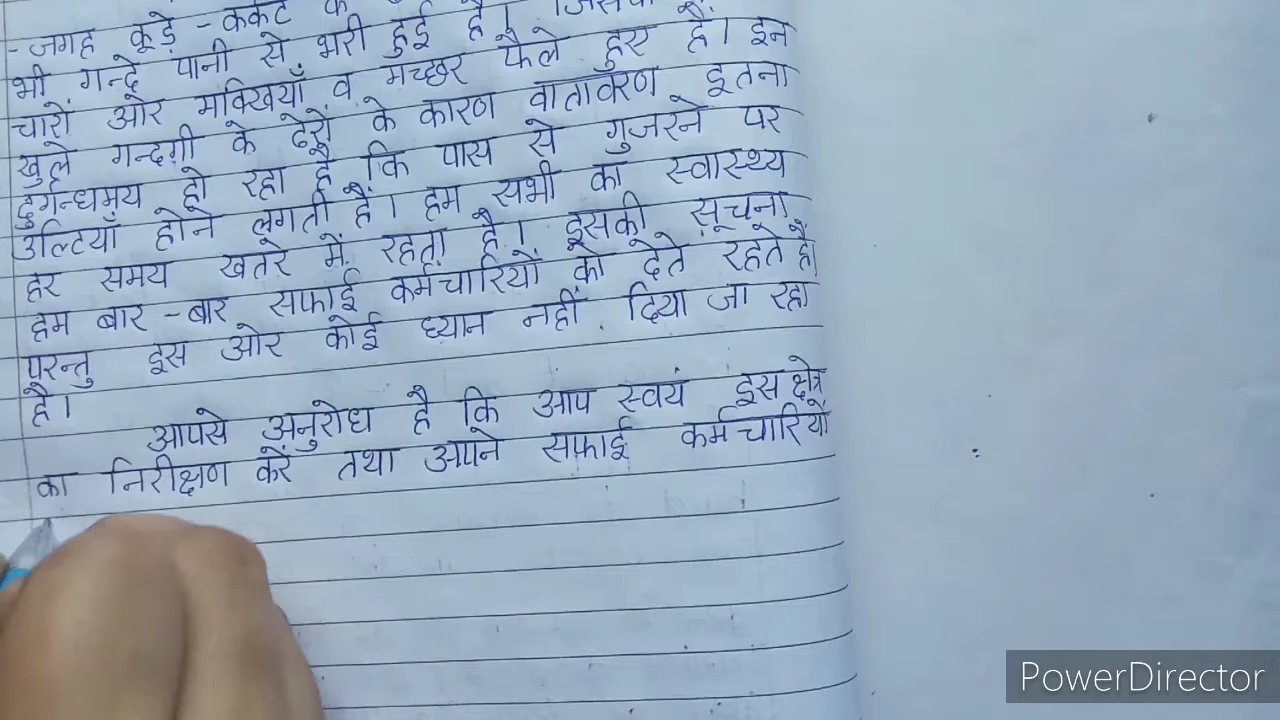 -जगह कूड़े-कर्कट के
भी गन्दे पानी से भरी हुई है। जिसके
चारों ओर मक्खियाँ व मच्छर फैले हुए हैं। इन
खुले गन्दगी के ढेरों के कारण वातावरण इतना
दुर्गन्धमय हो रहा है कि पास से गुजरने पर
उल्टियाँ होने लगती हैं। हम सभी का स्वास्थ्य
हर समय खतरे में रहता है। इसकी सूचना
हम बार-बार सफाई कर्मचारियों को देते रहते हैं।
परन्तु इस ओर कोई ध्यान नहीं दिया जा रहा
है।
आपसे अनुरोध है कि आप स्वयं इस क्षेत्र
का निरीक्षण करें तथा अपने सफाई कर्मचारियों
PowerDirector